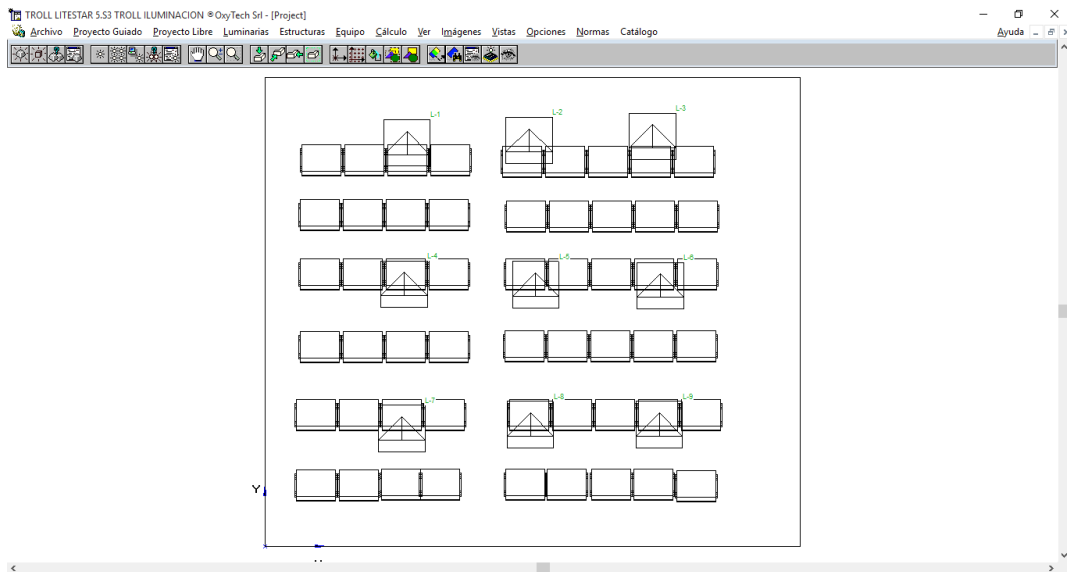 TROLL LITESTAR 5.S3 TROLL ILUMINACION ® OxyTech Srl - [Project]
Archivo Proyecto Guiado Proyecto Libre Luminarias Estructuras Equipo Cálculo Ver Imágenes Vistas Opciones Normas Catálogo Ayuda
L-1
L-2
L-3
L-4
L-5
L-6
L-7
L-8
L-9
Y